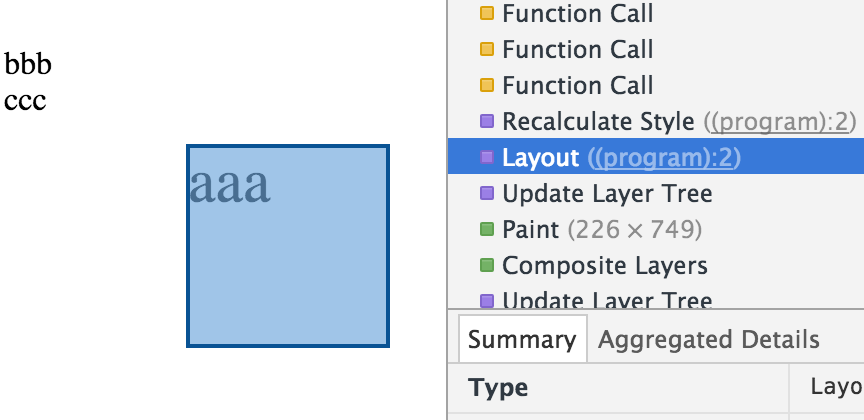 bbb
ccc
aaa
Function Call
Function Call
Function Call
Recalculate Style ((program):2)
Layout ((program):2)
Update Layer Tree
Paint (226 × 749)
Composite Layers
Update Layer Tree
Summary Aggregated Details
Type Layo